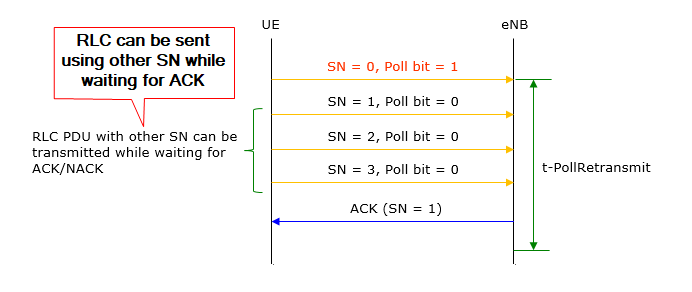 RLC can be sent
using other SN while
waiting for ACK
UE
eNB
SN = 0, Poll bit = 1
SN = 1, Poll bit = 0
RLC PDU with other SN can be
transmitted while waiting for
ACK/NACK
SN = 2, Poll bit = 0
SN = 3, Poll bit = 0
t-PollRetransmit
ACK (SN = 1)